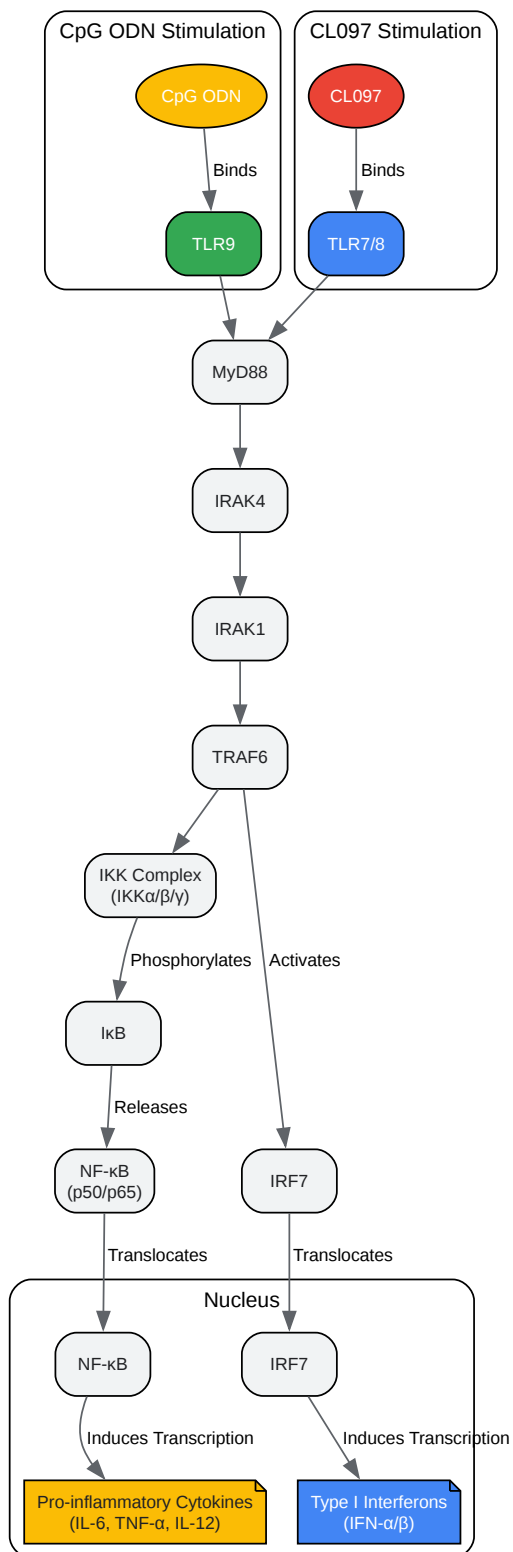 CpG ODN Stimulation
CL097 Stimulation
CpG ODN
CL097
Binds
Binds
TLR9
TLR7/8
MyD88
IRAK4
IRAK1
TRAF6
IKK Complex
(IKKα/β/γ)
Phosphorylates
Activates
IκB
Releases
NF-κB
(p50/p65)
IRF7
Translocates
Translocates
Nucleus
NF-κB
IRF7
Induces Transcription
Induces Transcription
Pro-inflammatory Cytokines
(IL-6, TNF-α, IL-12)
Type I Interferons
(IFN-α/β)